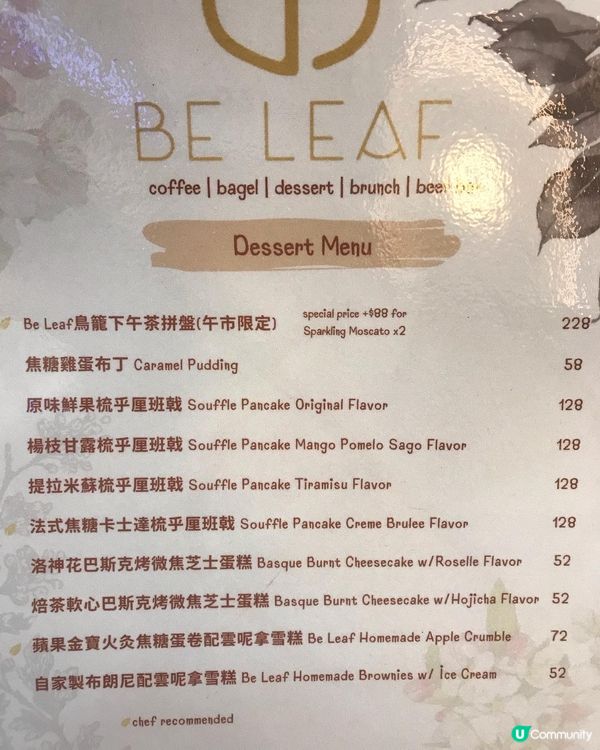 BE LEAF
coffee | bagel | dessert | brunch | beer
Dessert Menu
Be Leaf鳥籠下午茶拼盤(午市限定) special price +$88 for Sparkling Moscato x2 228
焦糖雞蛋布丁 Caramel Pudding 58
原味鮮果梳乎厘班戟 Souffle Pancake Original Flavor 128
楊枝甘露梳乎厘班戟 Souffle Pancake Mango Pomelo Sago Flavor 128
提拉米蘇梳乎厘班戟 Souffle Pancake Tiramisu Flavor 128
法式焦糖卡士達梳乎厘班戟 Souffle Pancake Creme Brulee Flavor 128
洛神花巴斯克烤微焦芝士蛋糕 Basque Burnt Cheesecake w/Roselle Flavor 52
焙茶軟心巴斯克烤微焦芝士蛋糕 Basque Burnt Cheesecake w/Hojicha Flavor 52
蘋果金寶火灸焦糖蛋卷配雲呢拿雪糕 Be Leaf Homemade Apple Crumble 72
自家製布朗尼配雲呢拿雪糕 Be Leaf Homemade Brownies w/ Ice Cream 52
chef recommended
U Community